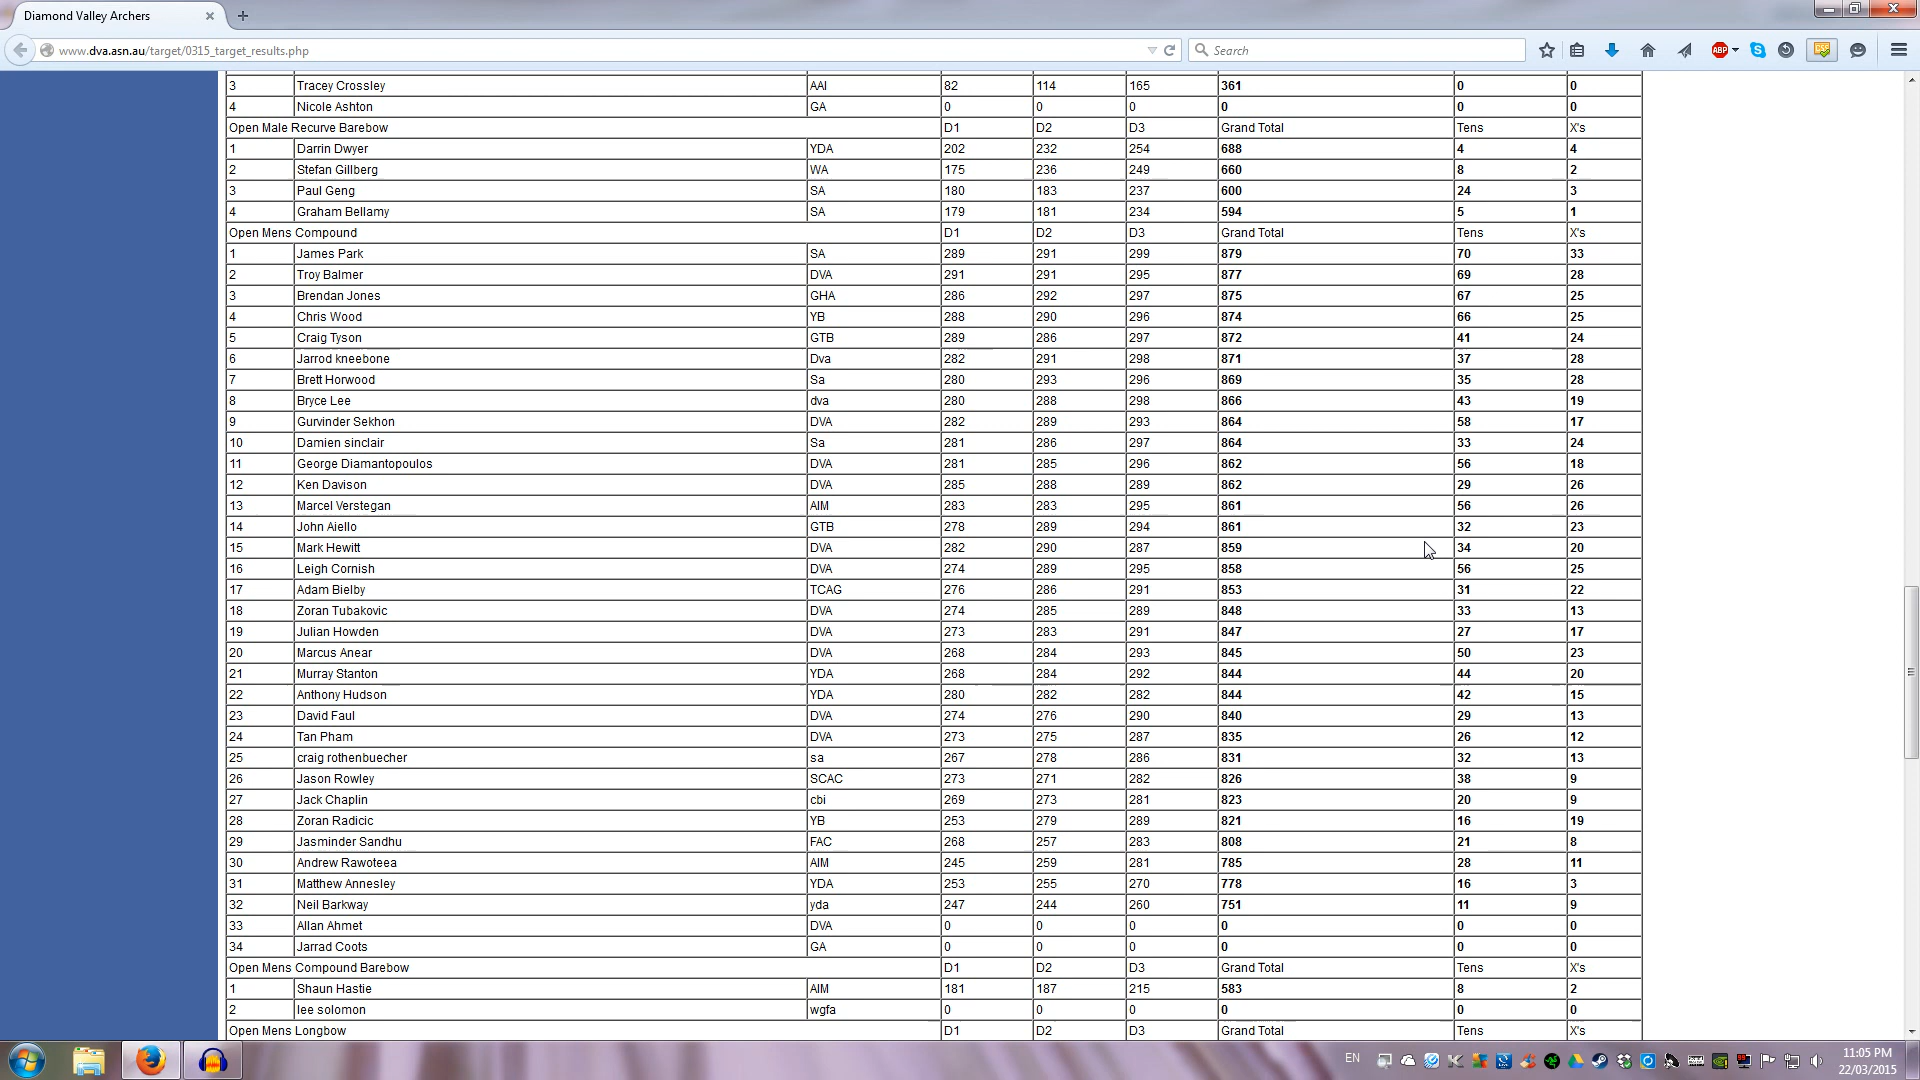 Diamond Valley Archers
www.dva.asn.au/target/0315_target_results.php
Search
ABP
3 Tracey Crossley AAI 82 114 165 361 0 0
4 Nicole Ashton GA 0 0 0 0 0 0
Open Male Recurve Barebow D1 D2 D3 Grand Total Tens X's
1 Darrin Dwyer YDA 202 232 254 688 4 4
2 Stefan Gillberg WA 175 236 249 660 8 2
3 Paul Geng SA 180 183 237 600 24 3
4 Graham Bellamy SA 179 181 234 594 5 1
Open Mens Compound D1 D2 D3 Grand Total Tens X's
1 James Park SA 289 291 299 879 70 33
2 Troy Balmer DVA 291 291 295 877 69 28
3 Brendan Jones GHA 286 292 297 875 67 25
4 Chris Wood YB 288 290 296 874 66 25
5 Craig Tyson GTB 289 286 297 872 41 24
6 Jarrod kneebone Dva 282 291 298 871 37 28
7 Brett Horwood Sa 280 293 296 869 35 28
8 Bryce Lee dva 280 288 298 866 43 19
9 Gurvinder Sekhon DVA 282 289 293 864 58 17
10 Damien sinclair Sa 281 286 297 864 33 24
11 George Diamantopoulos DVA 281 285 296 862 56 18
12 Ken Davison DVA 285 288 289 862 29 26
13 Marcel Verstegan AIM 283 283 295 861 56 26
14 John Aiello GTB 278 289 294 861 32 23
15 Mark Hewitt DVA 282 290 287 859 34 20
16 Leigh Cornish DVA 274 289 295 858 56 25
17 Adam Bielby TCAG 276 286 291 853 31 22
18 Zoran Tubakovic DVA 274 285 289 848 33 13
19 Julian Howden DVA 273 283 291 847 27 17
20 Marcus Anear DVA 268 284 293 845 50 23
21 Murray Stanton YDA 268 284 292 844 44 20
22 Anthony Hudson YDA 280 282 282 844 42 15
23 David Faul DVA 274 276 290 840 29 13
24 Tan Pham DVA 273 275 287 835 26 12
25 craig rothenbuecher sa 267 278 286 831 32 13
26 Jason Rowley SCAC 273 271 282 826 38 9
27 Jack Chaplin cbi 269 273 281 823 20 9
28 Zoran Radicic YB 253 279 289 821 16 19
29 Jasminder Sandhu FAC 268 257 283 808 21 8
30 Andrew Rawoteea AIM 245 259 281 785 28 11
31 Matthew Annesley YDA 253 255 270 778 16 3
32 Neil Barkway yda 247 244 260 751 11 9
33 Allan Ahmet DVA 0 0 0 0 0 0
34 Jarrad Coots GA 0 0 0 0 0 0
Open Mens Compound Barebow D1 D2 D3 Grand Total Tens X's
1 Shaun Hastie AIM 181 187 215 583 8 2
2 lee solomon wgfa 0 0 0 0 0 0
Open Mens Longbow D1 D2 D3 Grand Total Tens X's
EN
11:05 PM
22/03/2015